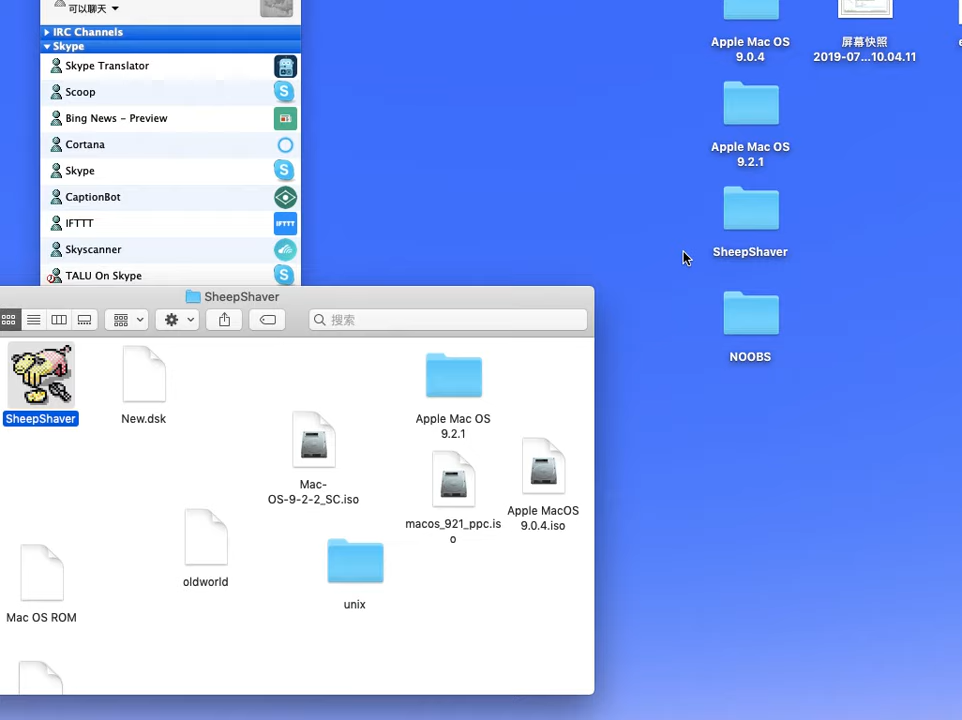 可以聊天
IRC Channels
Skype
Skype Translator
Scoop
Bing News – Preview
Cortana
Skype
CaptionBot
IFTTT
IFTTT
Skyscanner
TALU On Skype
Apple Mac OS
9.0.4
屏幕快照
2019-07...10.04.11
Apple Mac OS
9.2.1
SheepShaver
NOOBS
SheepShaver
搜索
SheepShaver
New.dsk
Apple Mac OS
9.2.1
Mac-
OS-9-2-2_SC.iso
macos_921_ppc.is
o
Apple MacOS
9.0.4.iso
oldworld
unix
Mac OS ROM